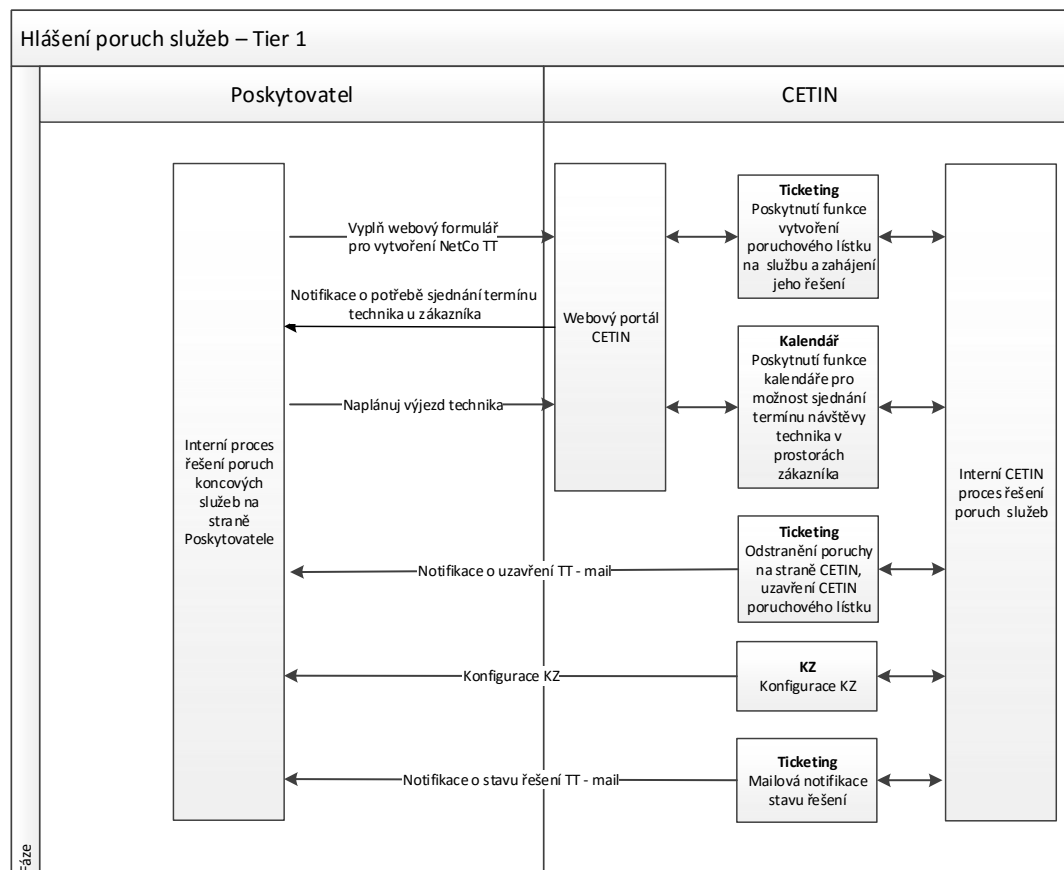 Hlášení poruch služeb – Tier 1
Poskytovatel
CETIN
Ticketing
Poskytnutí funkce
vytvoření
poruchového lístku
na službu a zahájení
jeho řešení
Vyplň webový formulář
pro vytvoření NetCo TT
Notifikace o potřebě sjednání termínu
technika u zákazníka
Webový portál
CETIN
Kalendář
Poskytnutí funkce
kalendáře pro
možnost sjednání
termínu návštěvy
technika v
prostorách
zákazníka
Naplánuj výjezd technika
Interní proces
řešení poruch
koncových
služeb na
straně
Poskytovatele
Interní CETIN
proces řešení
poruch služeb
Ticketing
Odstranění poruchy
na straně CETIN,
uzavření CETIN
poruchového lístku
Notifikace o uzavření TT - mail
KZ
Konfigurace KZ
Konfigurace KZ
Ticketing
Mailová notifikace
stavu řešení
Notifikace o stavu řešení TT - mail
Fáze